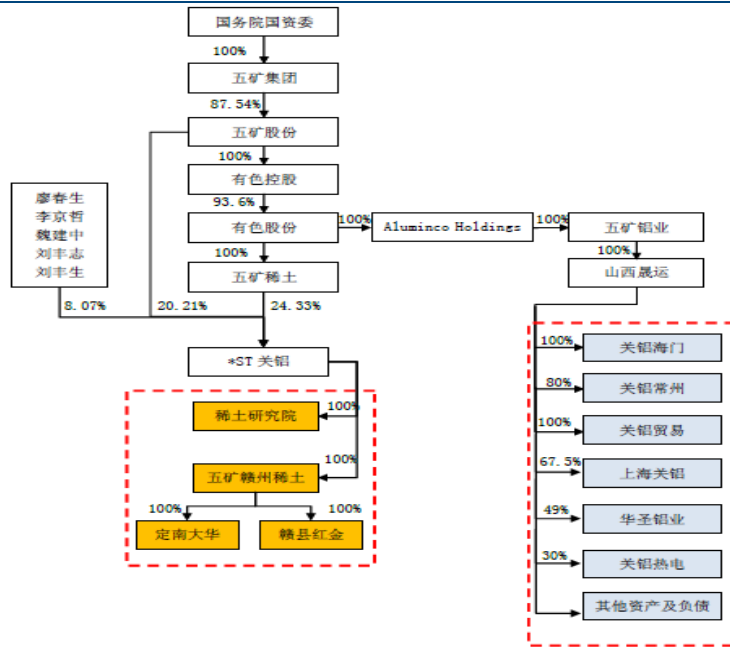 国务院国资委
100%
五矿集团
87.54%
五矿股份
100%
有色控股
93.6%
廖春生
李京哲
魏建中
刘丰志
刘丰生
有色股份
100%
Aluminco Holdings
100%
五矿铝业
100%
100%
五矿稀土
山西晟运
8.07%
20.21%
24.33%
*ST 关铝
100%
关铝海门
80%
关铝常州
100%
稀土研究院
100%
关铝贸易
100%
五矿赣州稀土
67.5%
上海关铝
100%
100%
定南大华
赣县红金
49%
华圣铝业
30%
关铝热电
其他资产及负债